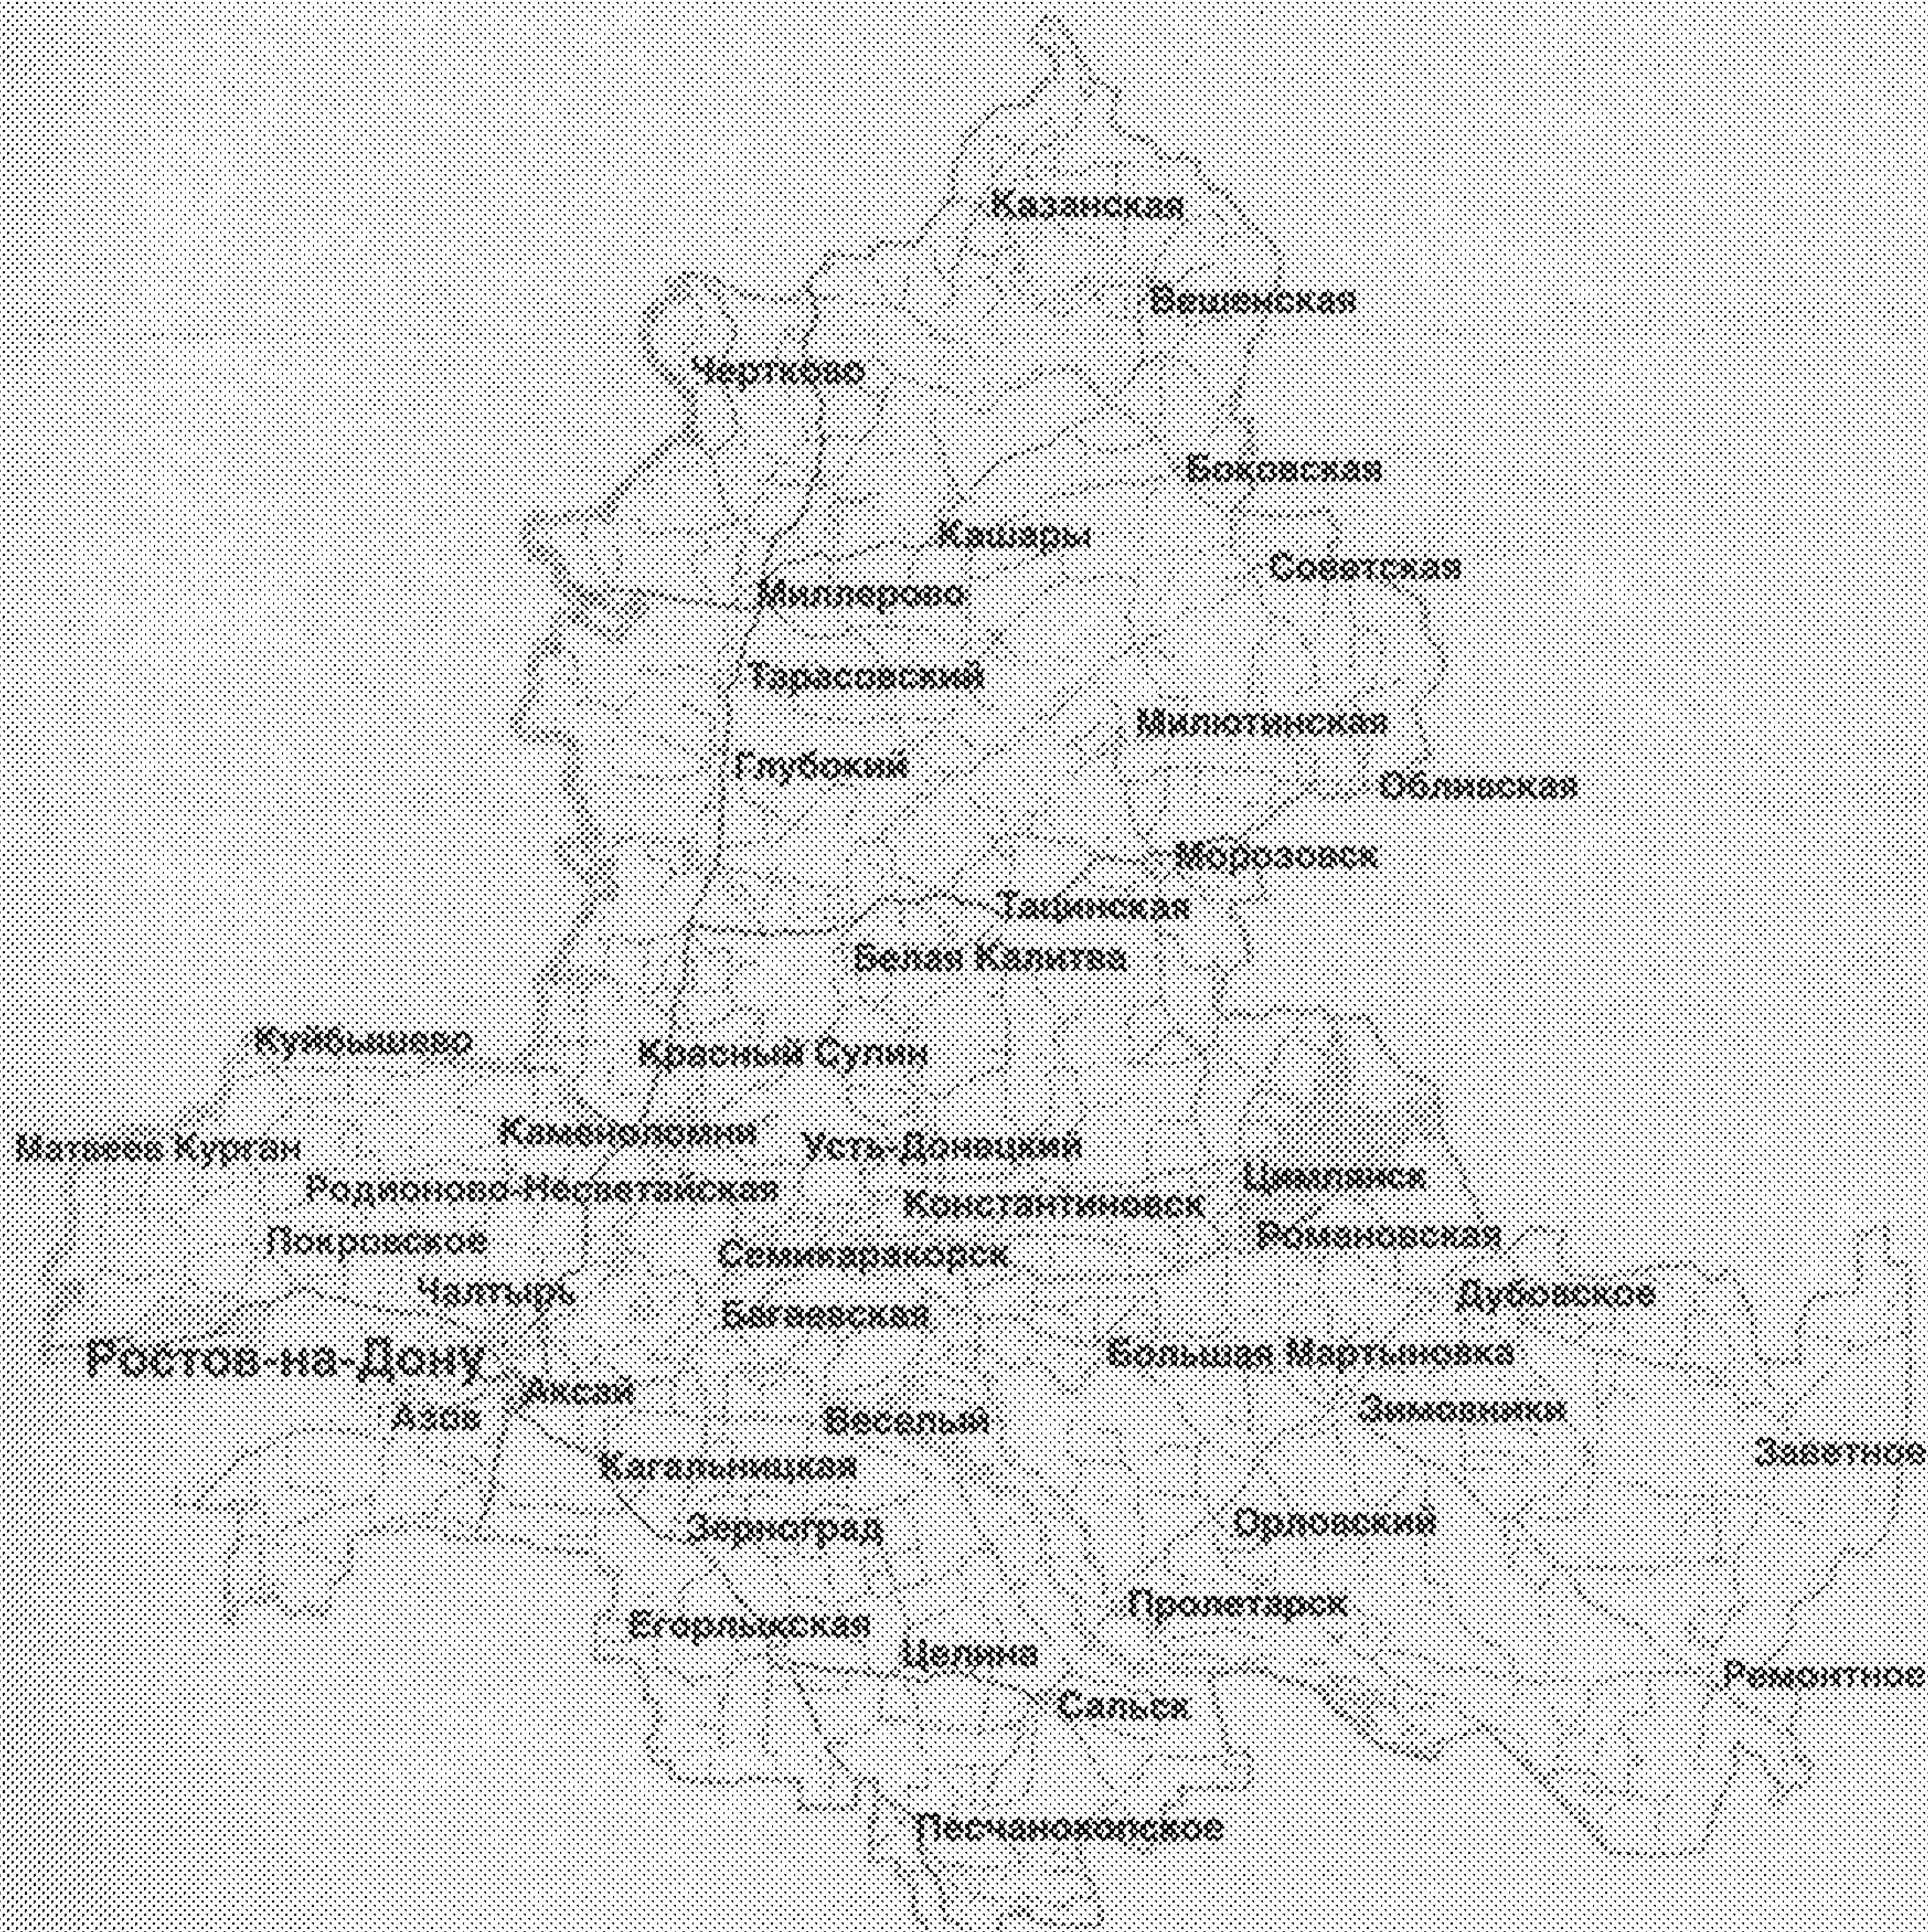 Казанская
Вешенская
Чертково
Боковская
Кашары
Советская
Миллерово
Тарасовский
Милютинская
Глубокий
Обливская
Морозовск
Тацинская
Белая Калитва
Куйбышево
Красный Сулин
Каменоломни
Усть-Донецкий
Матвеев Курган
Цимлянск
Родионово-Несветайская
Константиновск
Романовская
Покровское
Семикаракорск
Чалтырь
Дубовское
Багаевская
Большая Мартыновка
Ростов-на-Дону
Аксай
Зимовники
Азов
Веселый
Заветное
Кагальницкая
Орловский
Зерноград
Пролетарск
Егорлыкская
Целина
Ремонтное
Сальск
Песчанокопское